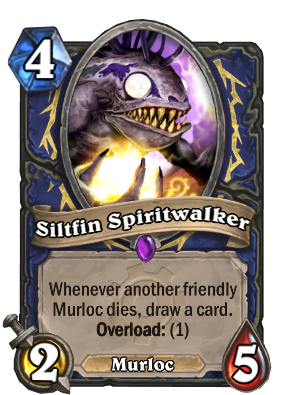 4
Siltfin Spiritwalker
Whenever another friendly
Murloc dies, draw a card.
Overload: (1)
2
Murloc
5